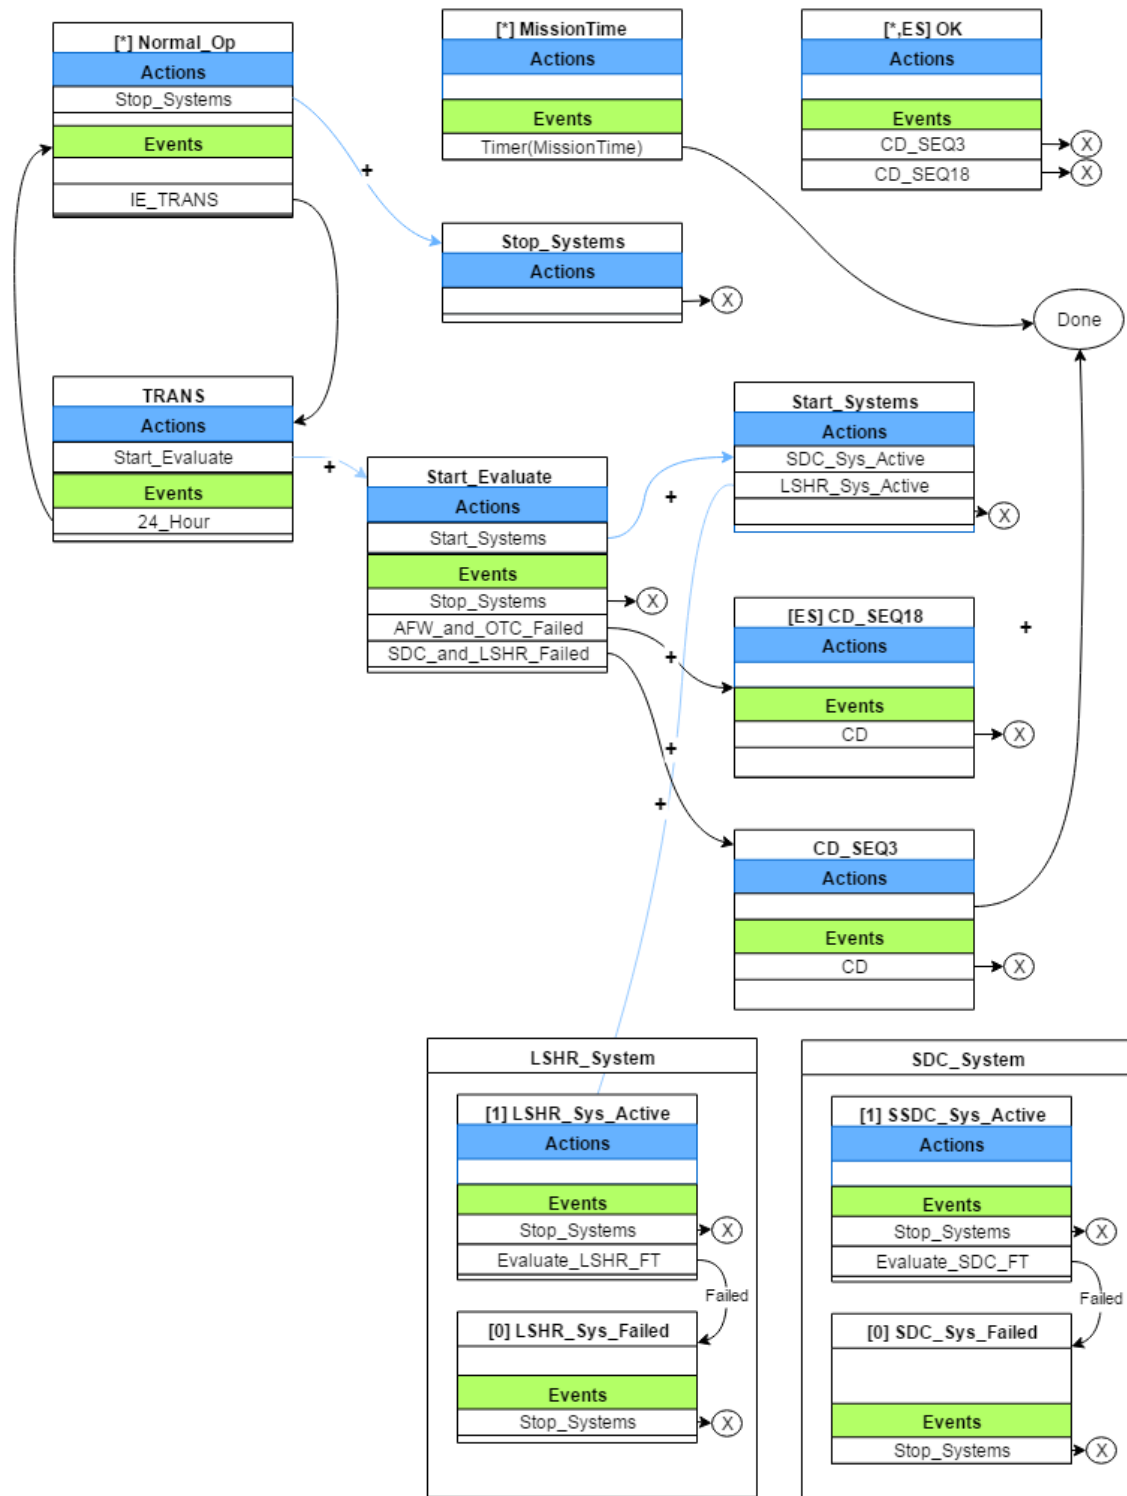 [*] Normal_Op
Actions
Stop_Systems
Events
IE_TRANS
[*] MissionTime
Actions
Events
Timer(MissionTime)
[*,ES] OK
Actions
Events
CD_SEQ3
X
CD_SEQ18
X
+
Stop_Systems
Actions
X
Done
TRANS
Actions
Start_Evaluate
Events
24_Hour
+
Start_Evaluate
Actions
Start_Systems
Events
Stop_Systems
X
AFW_and_OTC_Failed
SDC_and_LSHR_Failed
+
+
+
+
Start_Systems
Actions
SDC_Sys_Active
LSHR_Sys_Active
X
+
[ES] CD_SEQ18
Actions
Events
CD
X
CD_SEQ3
Actions
Events
CD
X
LSHR_System
[1] LSHR_Sys_Active
Actions
Events
Stop_Systems
X
Evaluate_LSHR_FT
Failed
[0] LSHR_Sys_Failed
Events
Stop_Systems
X
SDC_System
[1] SSDC_Sys_Active
Actions
Events
Stop_Systems
X
Evaluate_SDC_FT
Failed
[0] SDC_Sys_Failed
Events
Stop_Systems
X